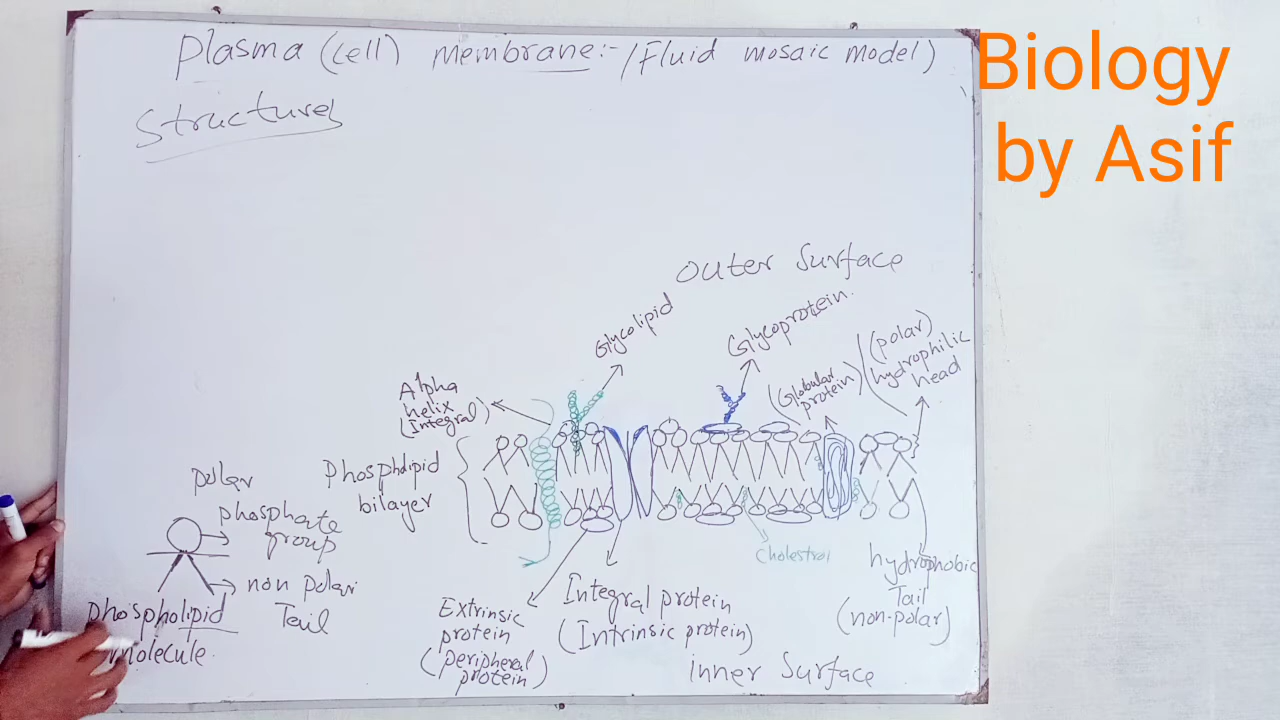 Plasma (cell) membrane:- / Fluid mosaic model)
Structures
Biology
by Asif
outer surface
Glycolipid
Glycoprotein
(Globular
protein)
(polar)
hydrophilic
head
Alpha
helix
(Integral)
Phospholipid
bilayer
polar
phosphate
group
non polar
Tail
phospholipid
molecule
Extrinsic
protein
(peripheral
protein)
Integral protein
(Intrinsic protein)
Cholestrol
hydrophobic
Tail
(non-polar)
inner surface